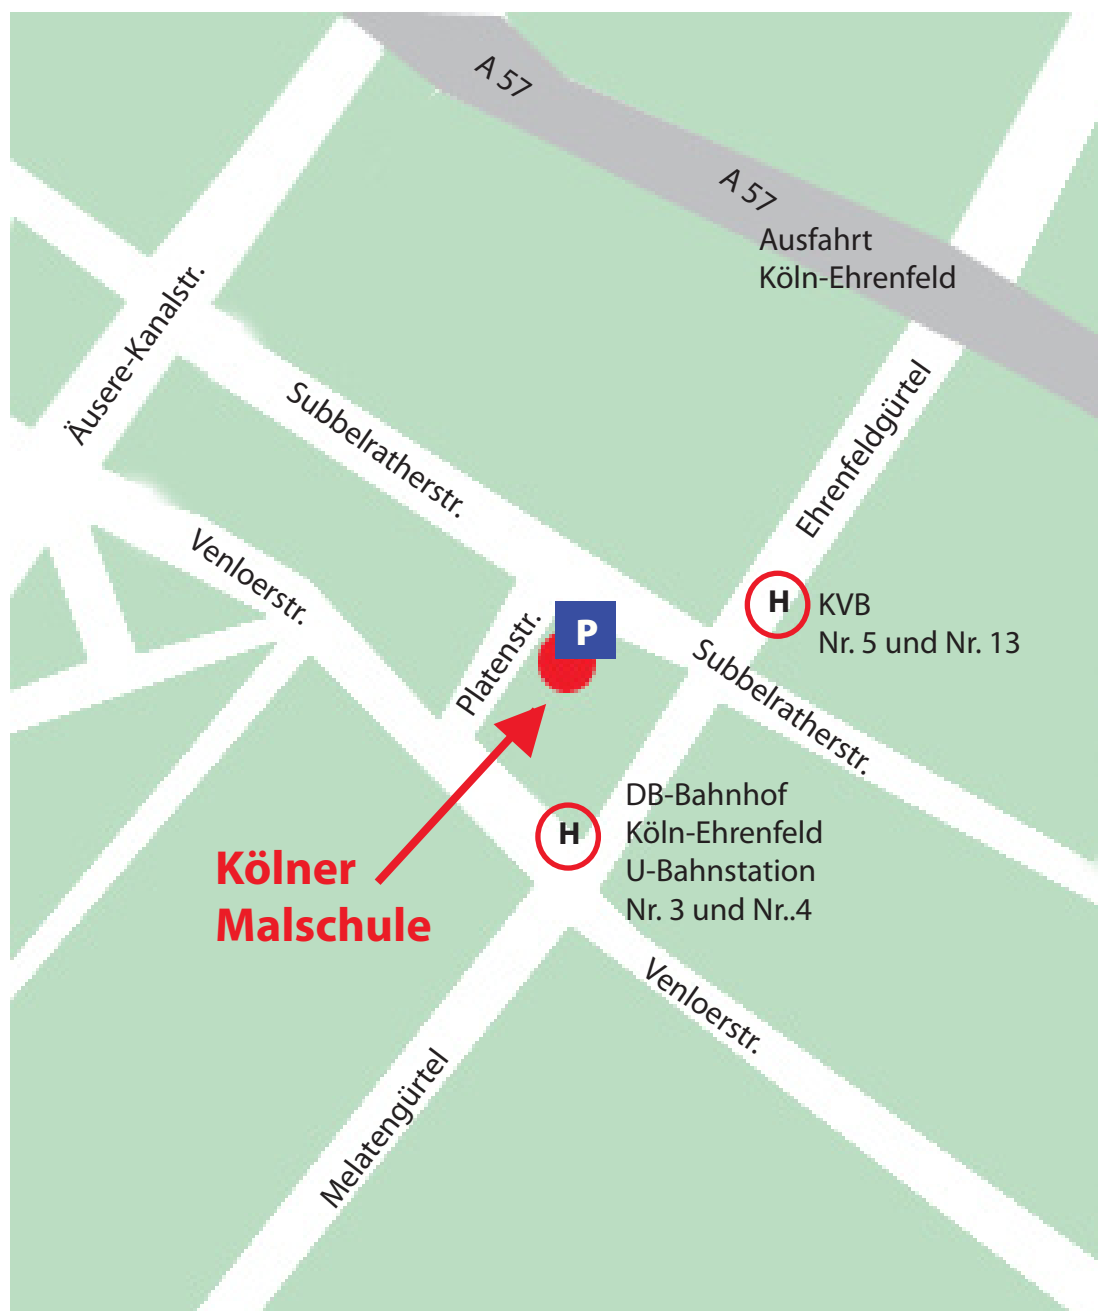 A 57
A 57
Ausfahrt
Köln-Ehrenfeld
Äusere-Kanalstr.
Subbelratherstr.
Ehrenfeldgürtel
Venloerstr.
H
KVB
Nr. 5 und Nr. 13
P
Platenstr.
Subbelratherstr.
H
DB-Bahnhof
Köln-Ehrenfeld
U-Bahnstation
Nr. 3 und Nr..4
Kölner
Malschule
Venloerstr.
Melatengürtel